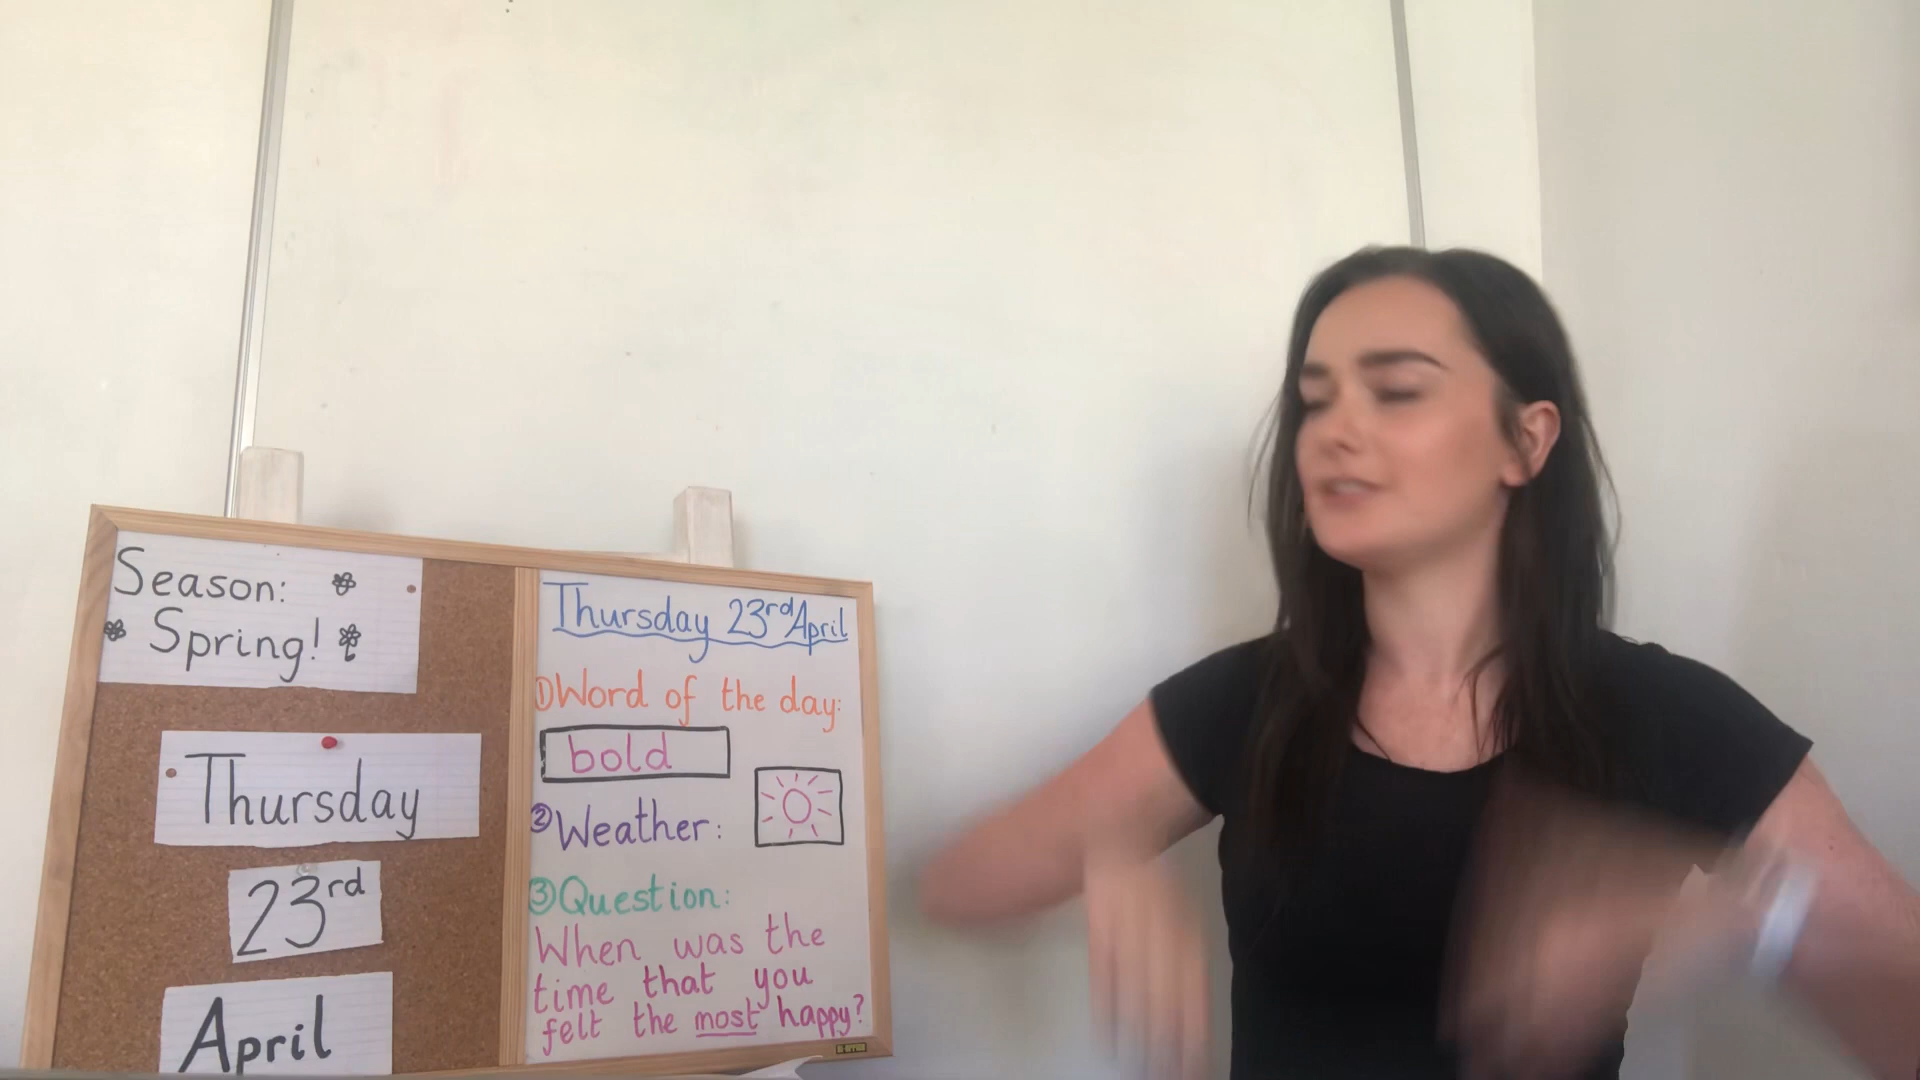 Season:
Spring!
Thursday
23rd
April
Thursday 23rd April
①Word of the day:
bold
②Weather:
③Question:
When was the
time that you
felt the most happy?